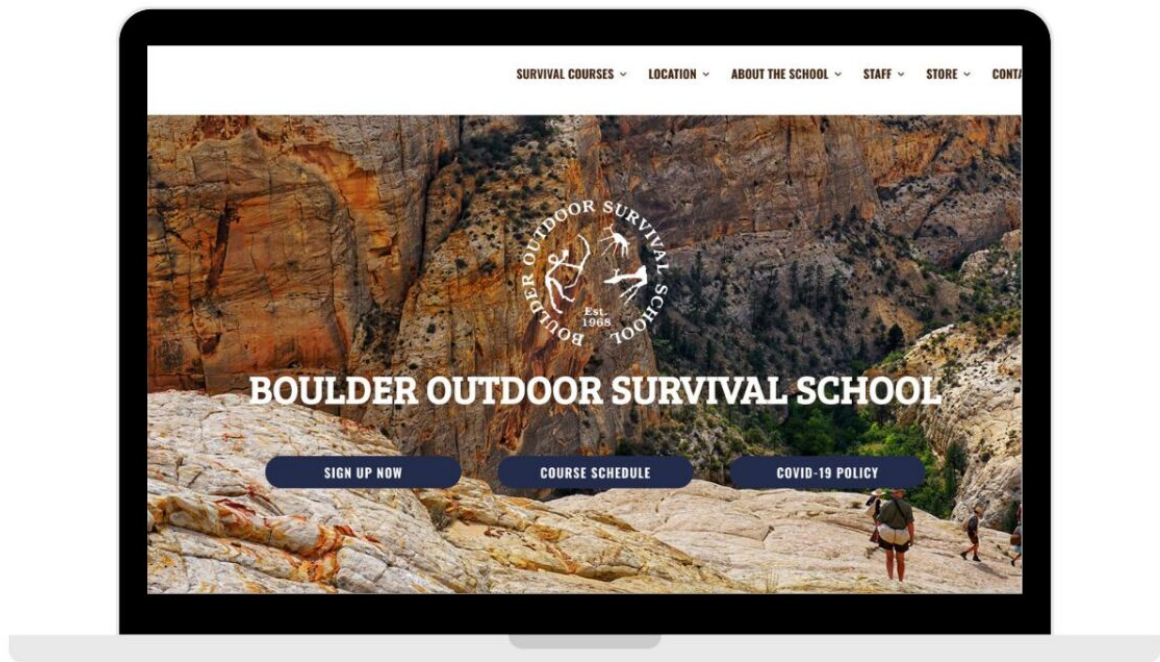 SURVIVAL COURSES LOCATION ABOUT THE SCHOOL STAFF STORE CONTA
BOULDER OUTDOOR SURVIVAL SCHOOL
Est.
1968
BOULDER OUTDOOR SURVIVAL SCHOOL
SIGN UP NOW COURSE SCHEDULE COVID-19 POLICY